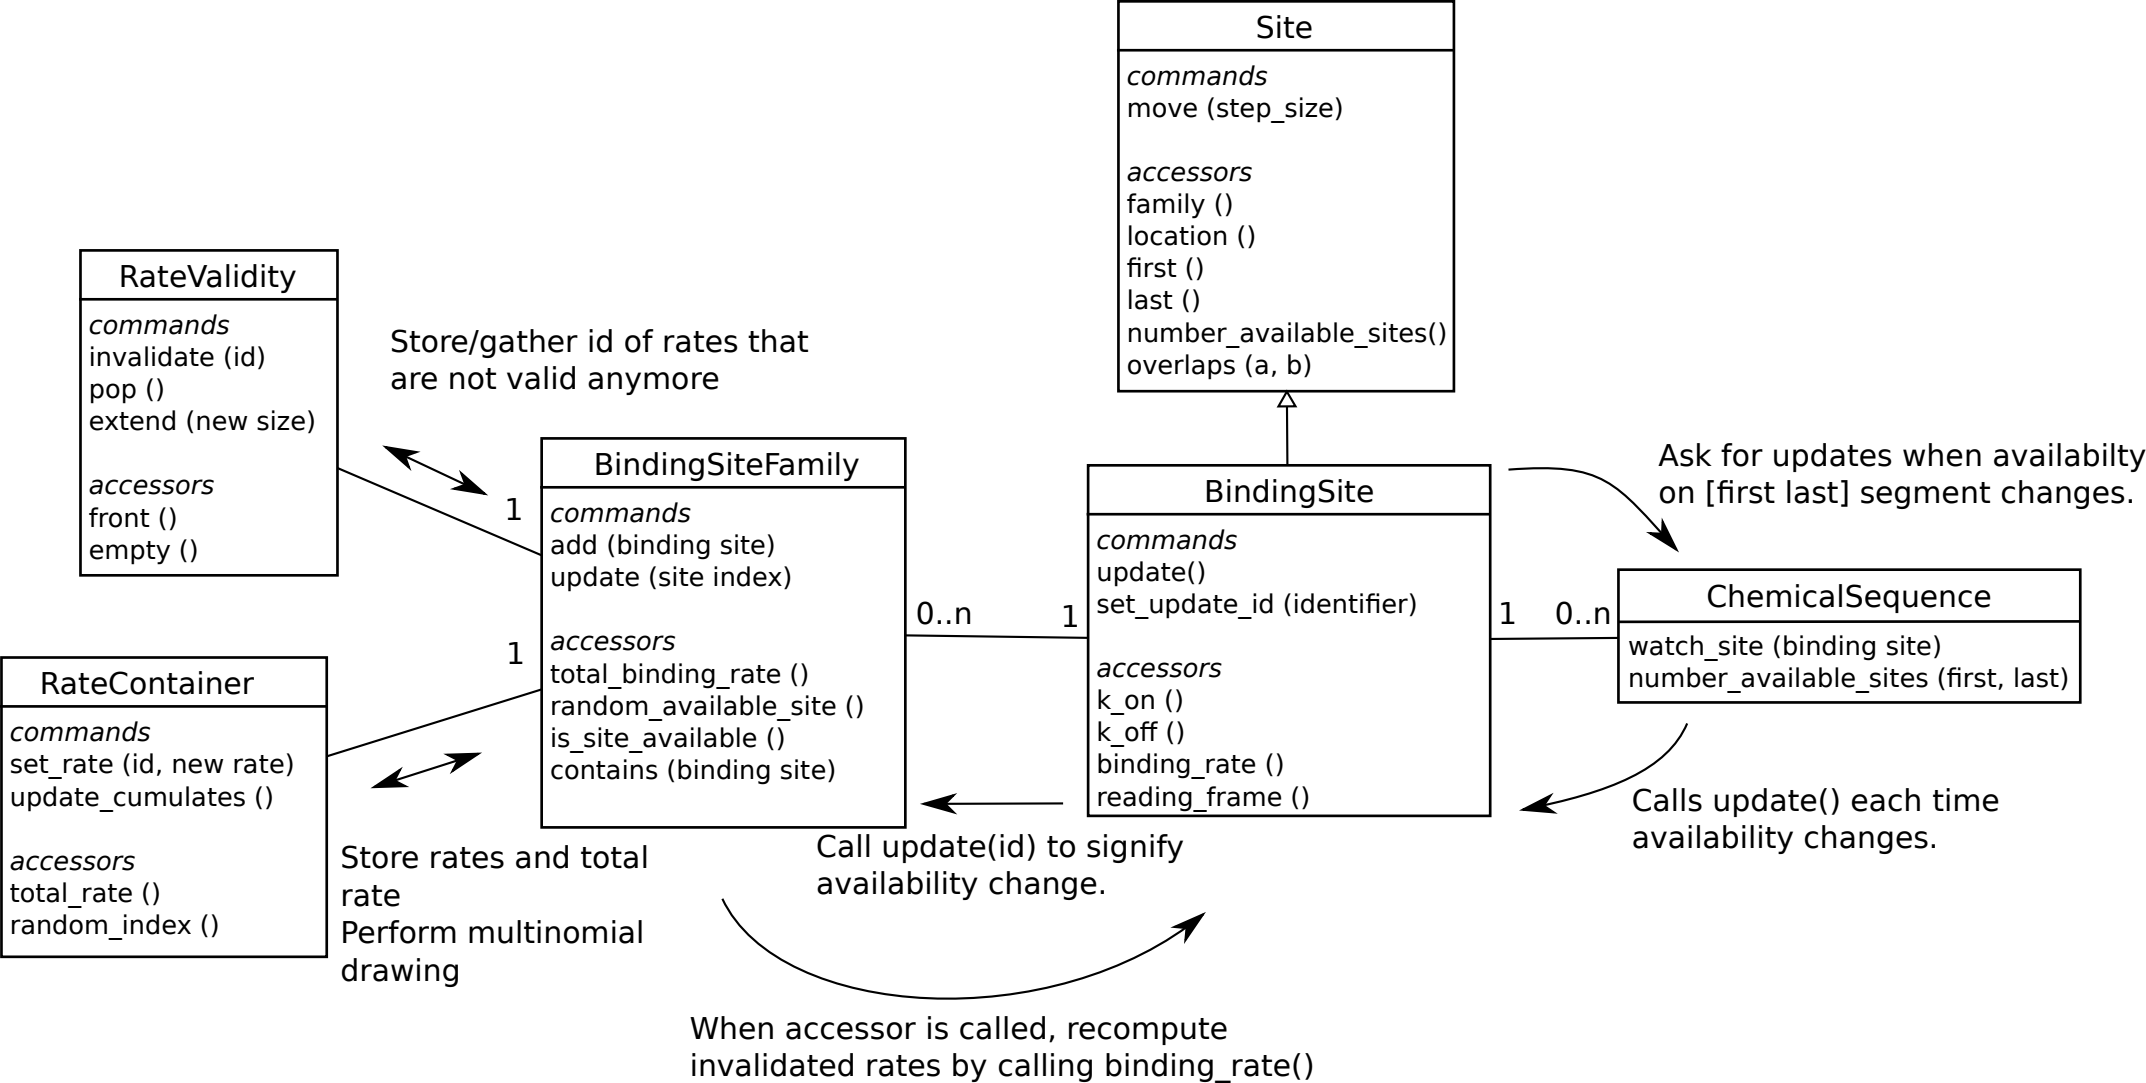 Site
commands
move (step_size)
accessors
family ()
location ()
first ()
last ()
number_available_sites()
overlaps (a, b)
RateValidity
commands
invalidate (id)
pop ()
extend (new size)
accessors
front ()
empty ()
Store/gather id of rates that
are not valid anymore
1
BindingSiteFamily
commands
add (binding site)
update (site index)
accessors
total_binding_rate ()
random_available_site ()
is_site_available ()
contains (binding site)
0..n
1
BindingSite
commands
update()
set_update_id (identifier)
accessors
k_on ()
k_off ()
binding_rate ()
reading_frame ()
Ask for updates when availabilty
on [first last] segment changes.
1
0..n
ChemicalSequence
watch_site (binding site)
number_available_sites (first, last)
Calls update() each time
availability changes.
RateContainer
commands
set_rate (id, new rate)
update_cumulates ()
accessors
total_rate ()
random_index ()
1
Store rates and total
rate
Perform multinomial
drawing
Call update(id) to signify
availability change.
When accessor is called, recompute
invalidated rates by calling binding_rate()